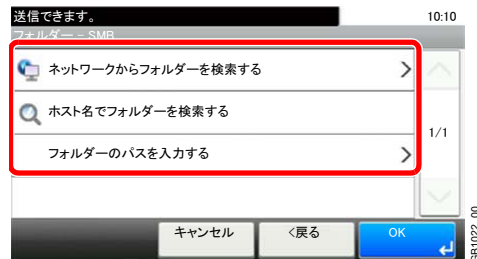 送信できます。
10:10
フォルダー - SMB
ネットワークからフォルダーを検索する
ホスト名でフォルダーを検索する
1/1
フォルダーのパスを入力する
キャンセル
<戻る
OK
GB1022_00